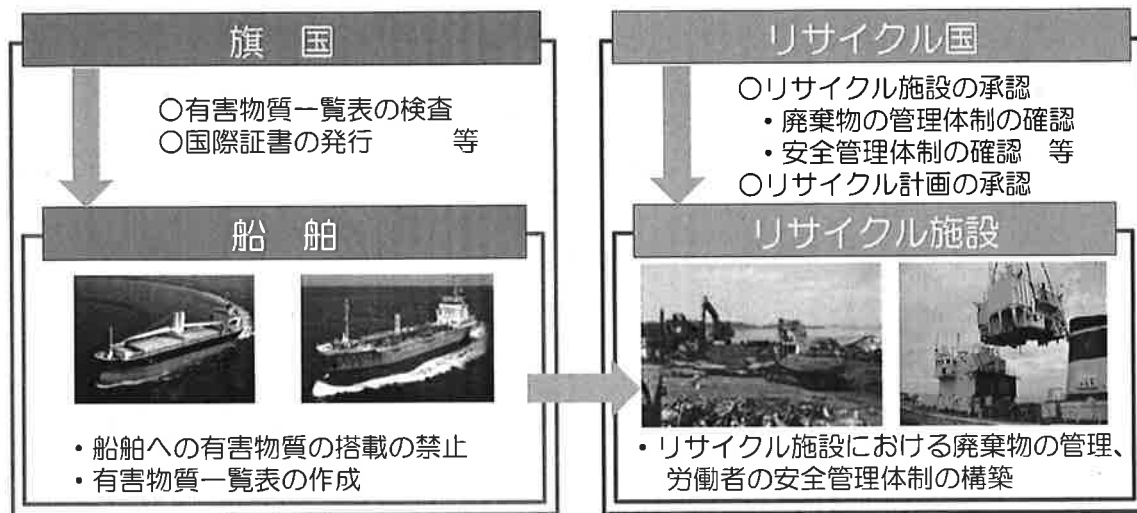 旗 国
○有害物質一覧表の検査
○国際証書の発行 等
船 舶
・船舶への有害物質の搭載の禁止
・有害物質一覧表の作成
リサイクル国
○リサイクル施設の承認
・廃棄物の管理体制の確認
・安全管理体制の確認 等
○リサイクル計画の承認
リサイクル施設
・リサイクル施設における廃棄物の管理、
労働者の安全管理体制の構築